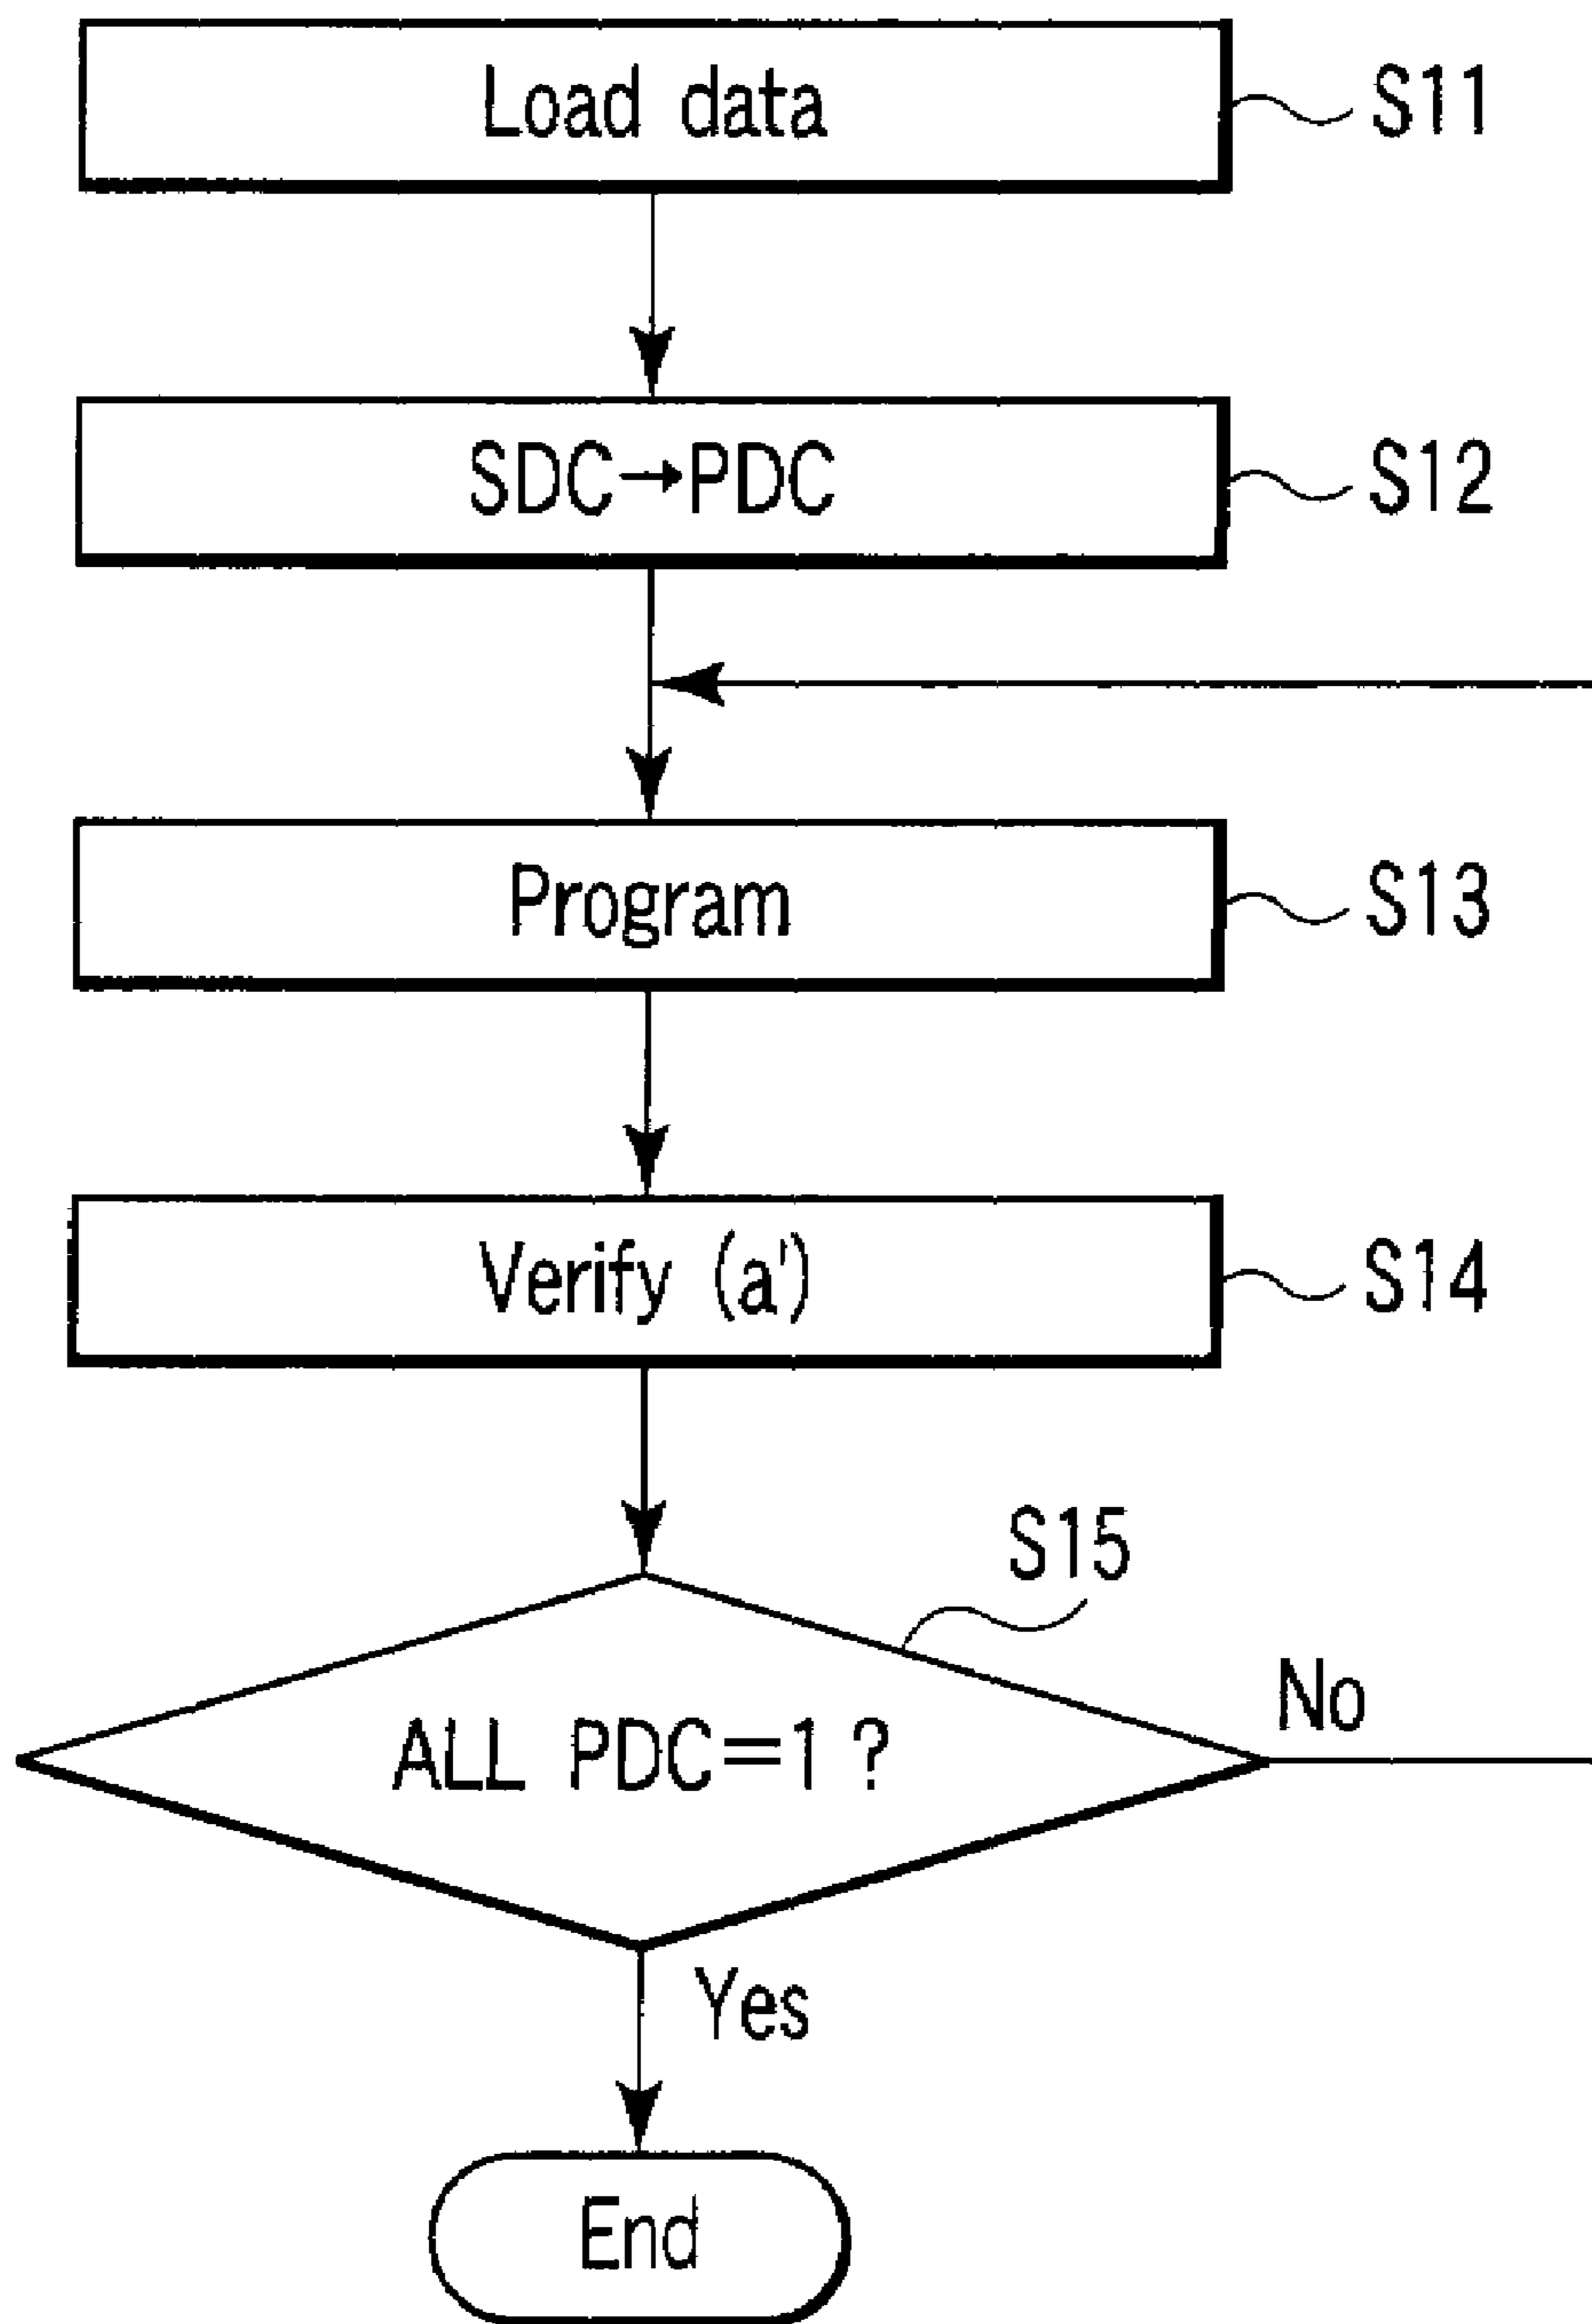 Load data S11
SDC→PDC S12
Program S13
Verify (a') S14
S15
No
ALL PDC=1 ?
Yes
End